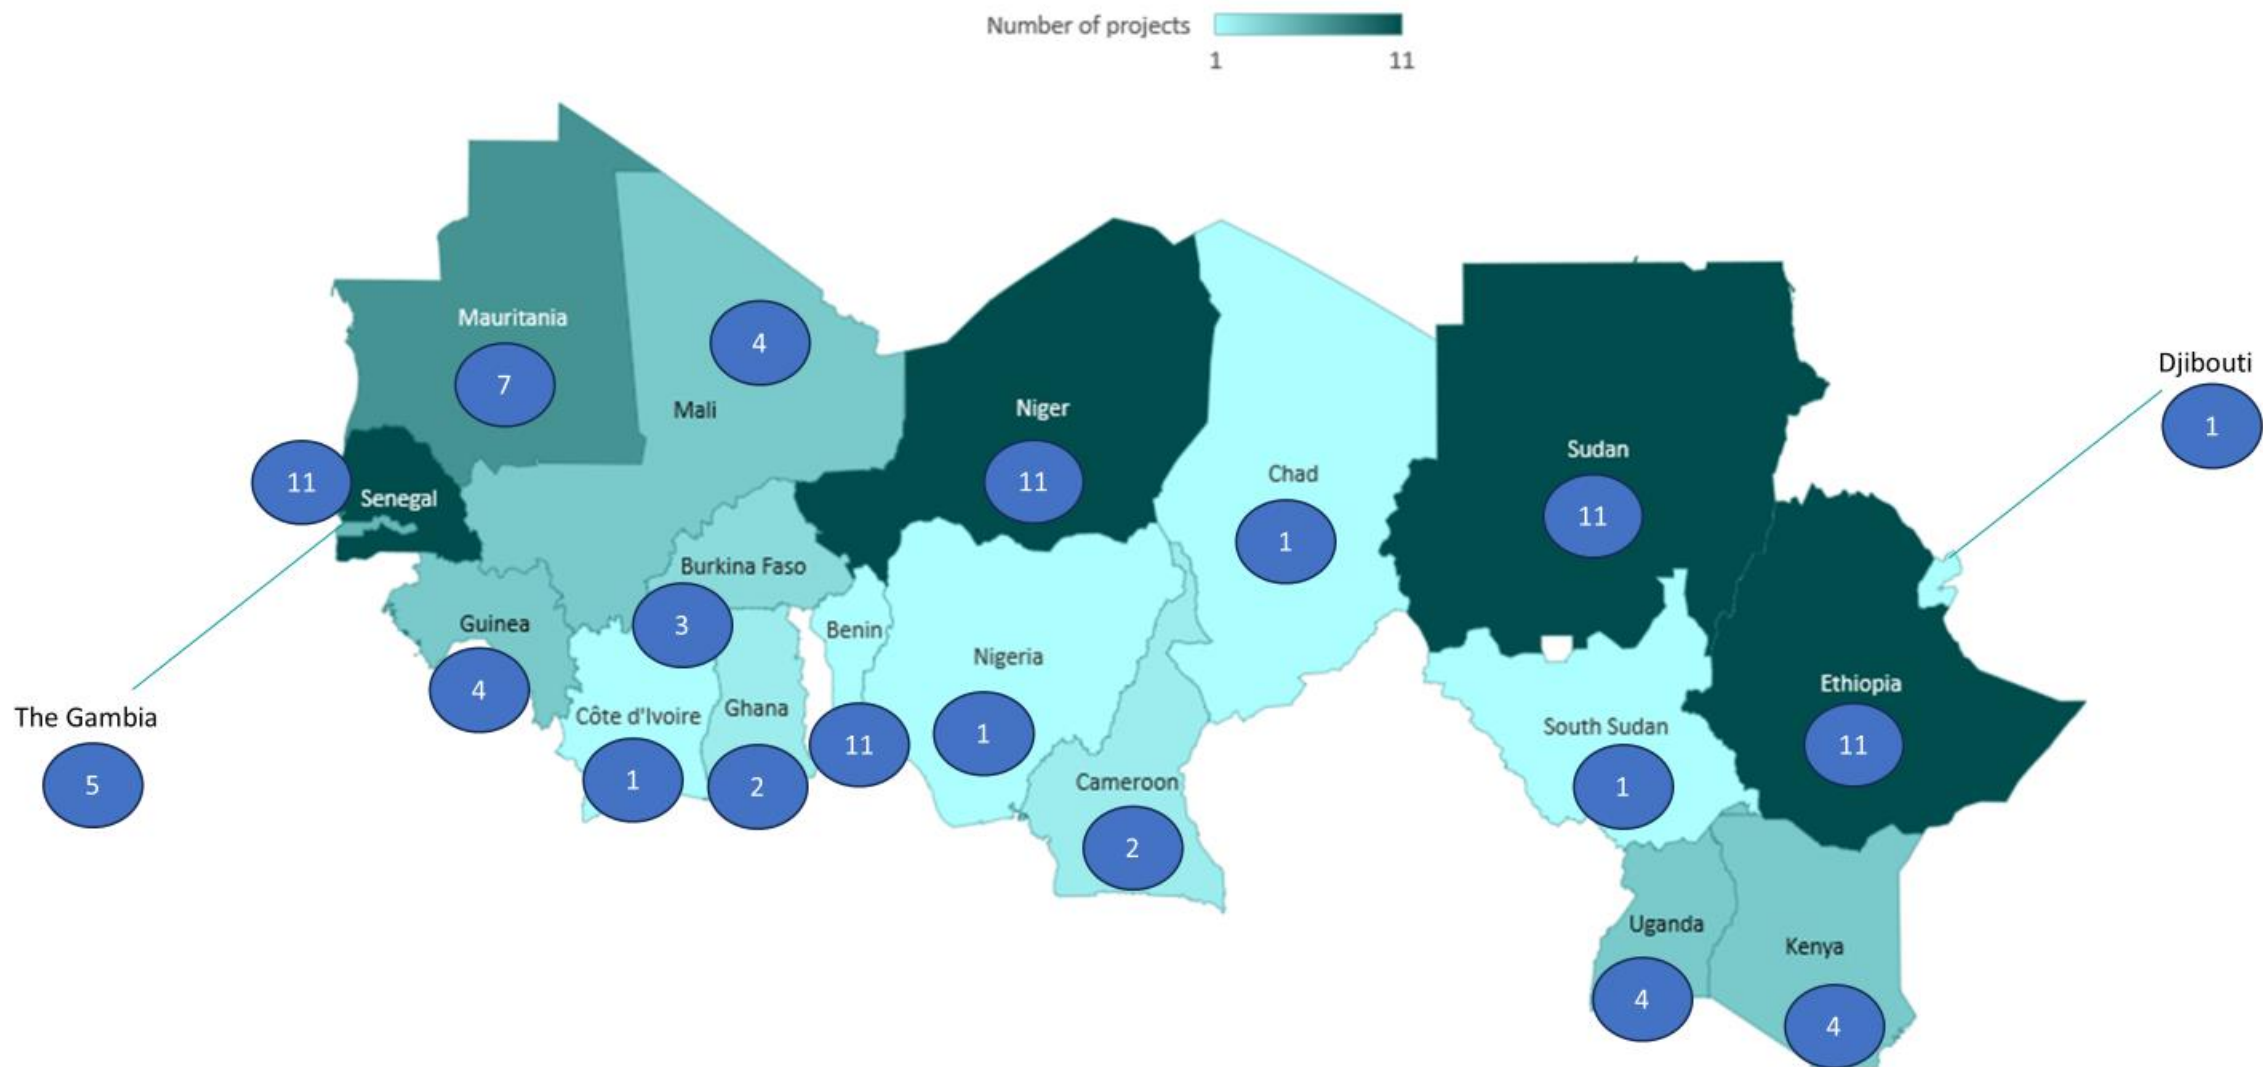 Number of projects
1 11
Mauritania
7
4
Mali
Niger
11
Chad
1
Sudan
11
Djibouti
1
11
Senegal
Burkina Faso
3
Guinea
4
Benin
11
Nigeria
1
The Gambia
5
Côte d'Ivoire
1
Ghana
2
Cameroon
2
South Sudan
1
Ethiopia
11
Uganda
4
Kenya
4